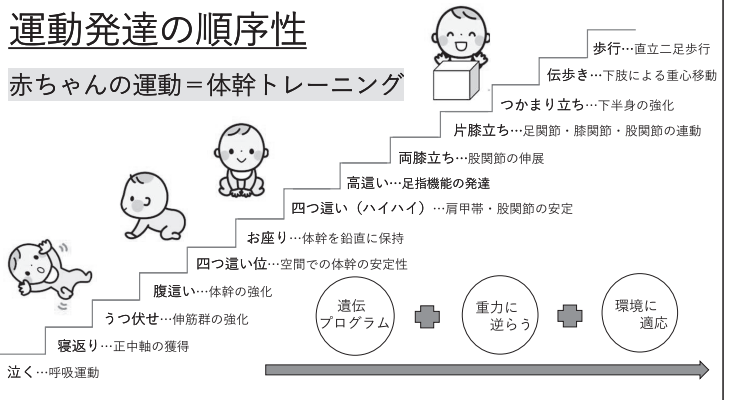 運動発達の順序性
赤ちゃんの運動＝体幹トレーニング
歩行…直立二足歩行
伝歩き…下肢による重心移動
つかまり立ち…下半身の強化
片膝立ち…足関節・膝関節・股関節の連動
両膝立ち…股関節の伸展
高這い…足指機能の発達
四つ這い（ハイハイ）…肩甲帯・股関節の安定
お座り…体幹を鉛直に保持
四つ這い位…空間での体幹の安定性
腹這い…体幹の強化
うつ伏せ…伸筋群の強化
寝返り…正中軸の獲得
泣く…呼吸運動
遺伝
プログラム
重力に
逆らう
環境に
適応